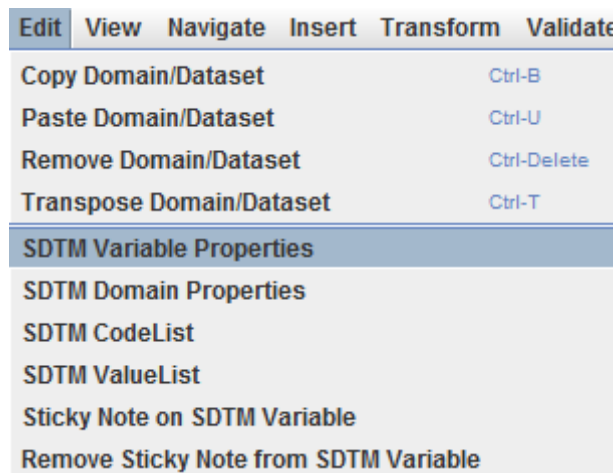 Edit View Navigate Insert Transform Validate
Copy Domain/Dataset Ctrl-B
Paste Domain/Dataset Ctrl-U
Remove Domain/Dataset Ctrl-Delete
Transpose Domain/Dataset Ctrl-T
SDTM Variable Properties
SDTM Domain Properties
SDTM CodeList
SDTM ValueList
Sticky Note on SDTM Variable
Remove Sticky Note from SDTM Variable